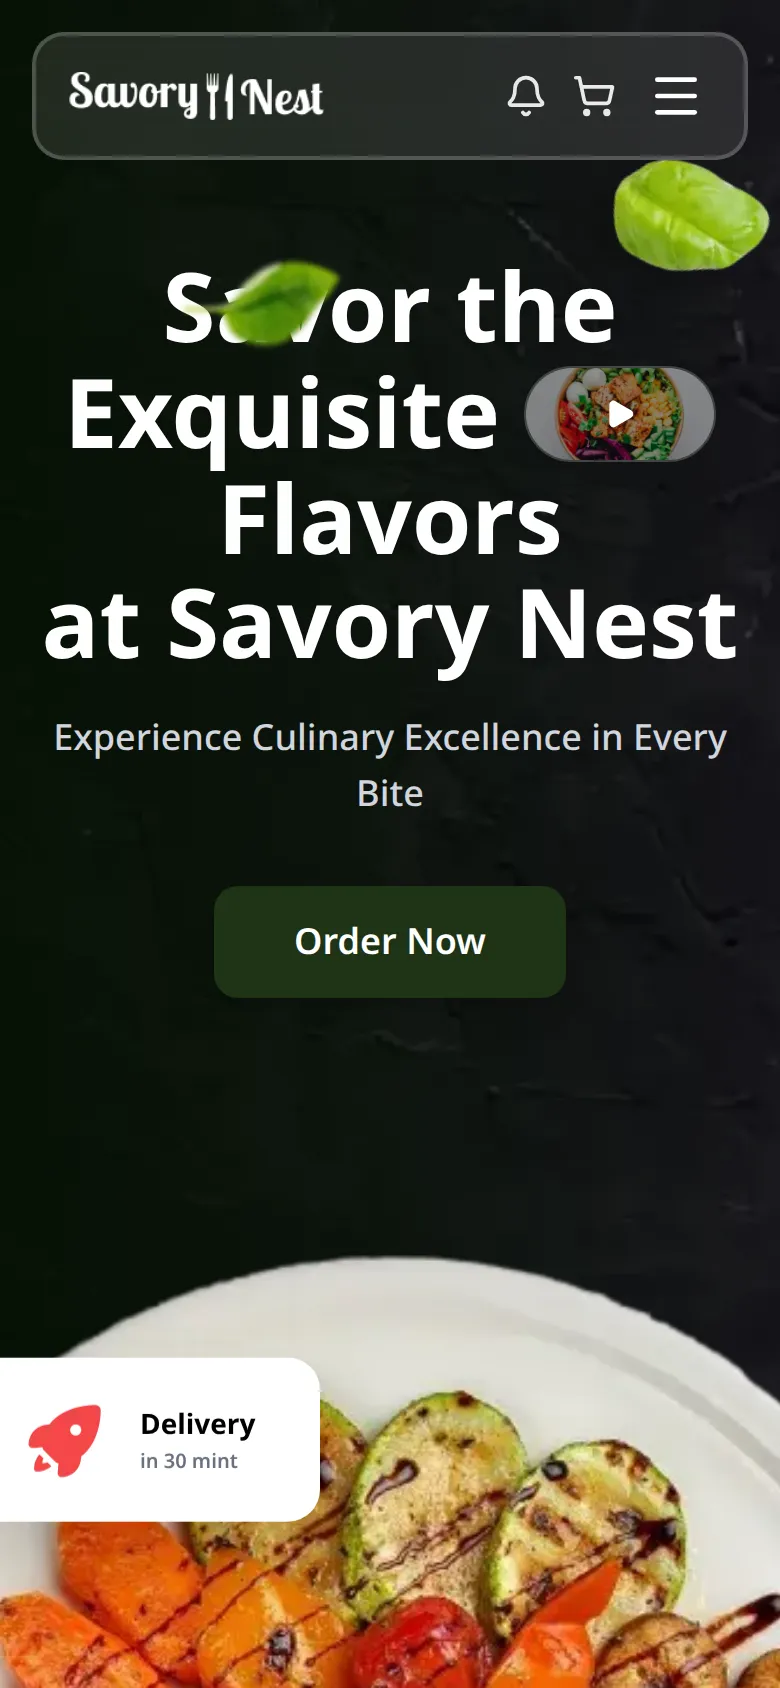 Savory Nest
Savor the
Exquisite
Flavors
at Savory Nest
Experience Culinary Excellence in Every
Bite
Order Now
Delivery
in 30 mint